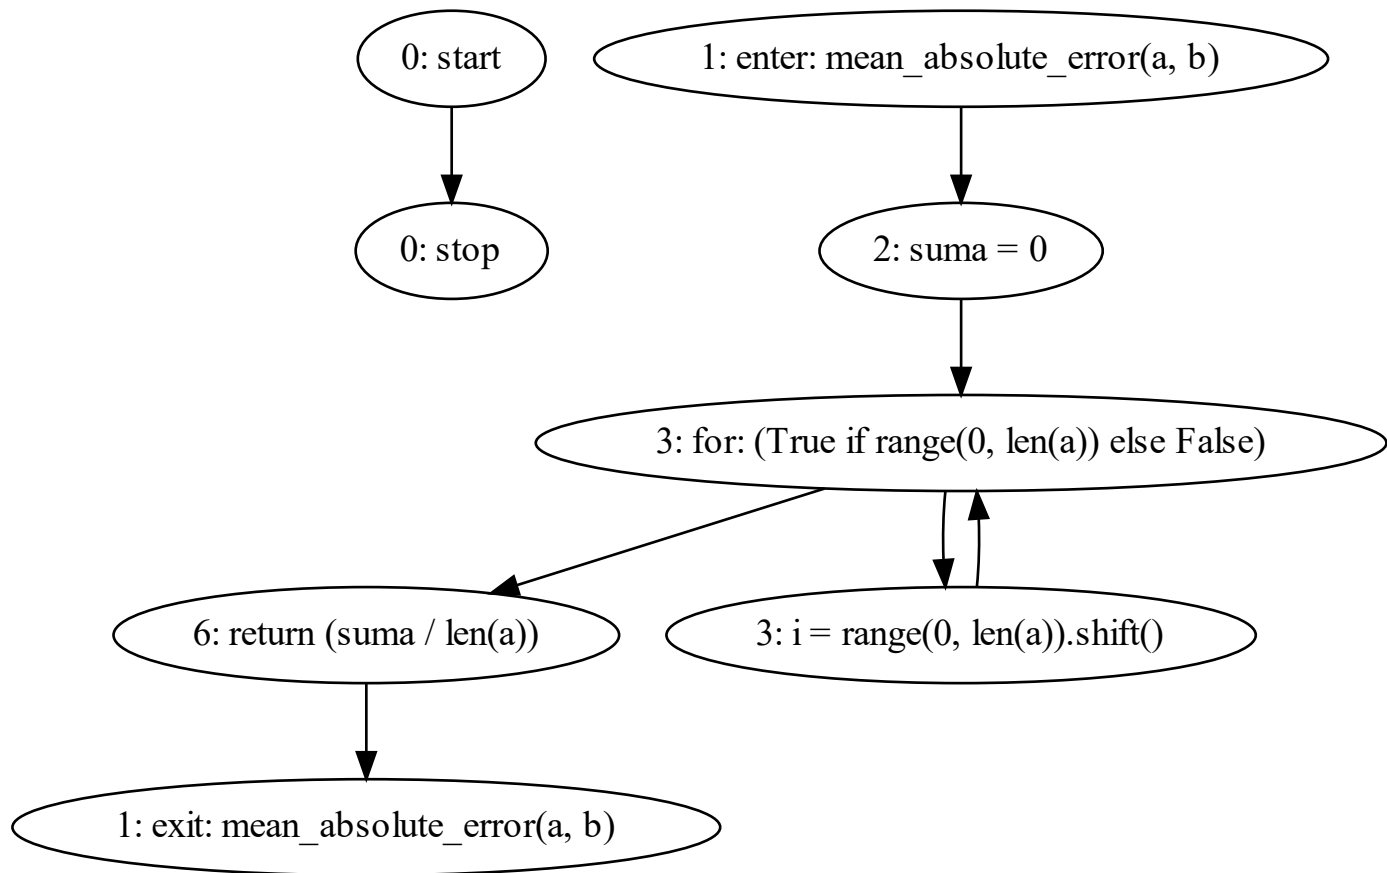 0: start
1: enter: mean_absolute_error(a, b)
0: stop
2: suma = 0
3: for: (True if range(0, len(a)) else False)
6: return (suma / len(a))
3: i = range(0, len(a)).shift()
1: exit: mean_absolute_error(a, b)